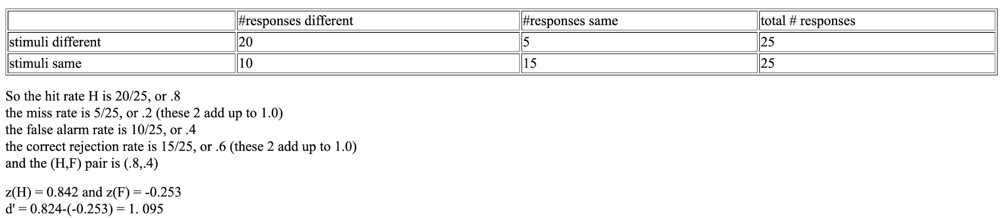 #responses different #responses same total # responses
stimuli different 20 5 25
stimuli same 10 15 25
So the hit rate H is 20/25, or .8
the miss rate is 5/25, or .2 (these 2 add up to 1.0)
the false alarm rate is 10/25, or .4
the correct rejection rate is 15/25, or .6 (these 2 add up to 1.0)
and the (H,F) pair is (.8,.4)
z(H) = 0.842 and z(F) = -0.253
d' = 0.824-(-0.253) = 1. 095